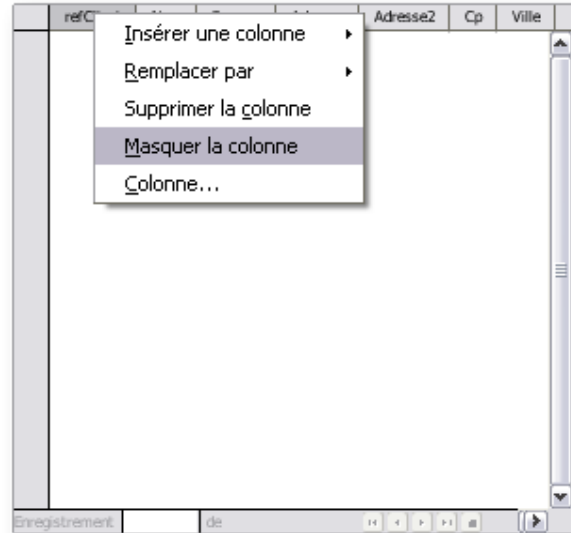 Adresse2 Cp Ville
Insérer une colonne
Remplacer par
Supprimer la colonne
Masquer la colonne
Colonne...
Enregistrement de